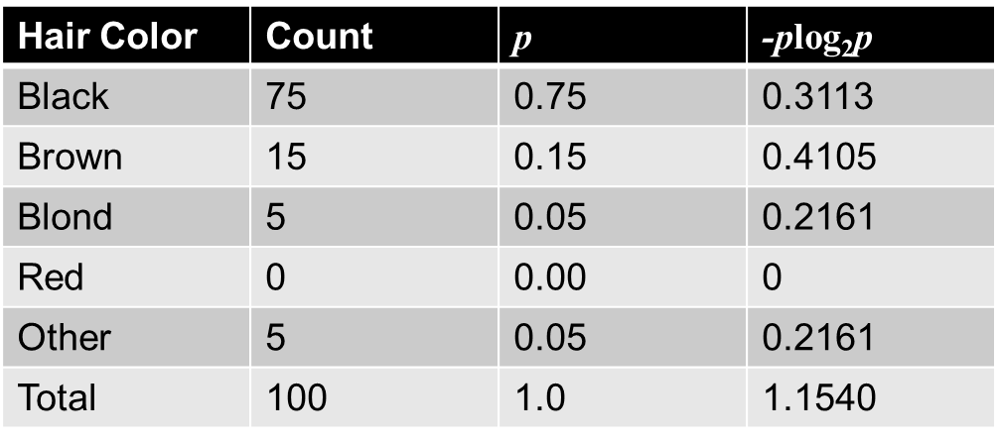 Hair Color Count p -plog₂p
Black 75 0.75 0.3113
Brown 15 0.15 0.4105
Blond 5 0.05 0.2161
Red 0 0.00 0
Other 5 0.05 0.2161
Total 100 1.0 1.1540